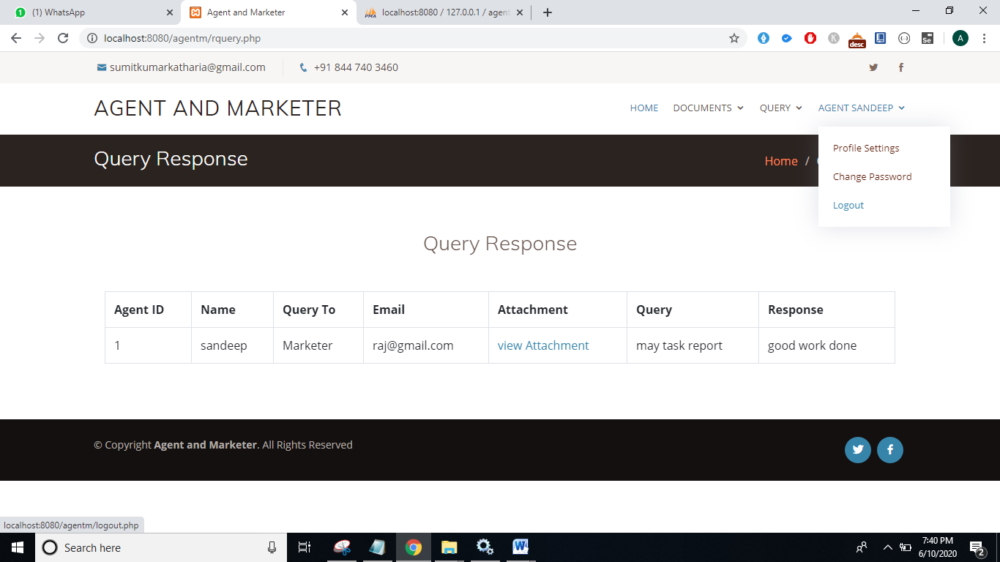 (1) WhatsApp
Agent and Marketer
localhost:8080 / 127.0.0.1 / agent
localhost:8080/agentm/rquery.php
K
desc
Se
A
sumitkumarkatharia@gmail.com
+91 844 740 3460
AGENT AND MARKETER
HOME
DOCUMENTS
QUERY
AGENT SANDEEP
Profile Settings
Change Password
Logout
Query Response
Home /
Query Response
Agent ID Name Query To Email Attachment Query Response
1 sandeep Marketer raj@gmail.com view Attachment may task report good work done
© Copyright Agent and Marketer. All Rights Reserved
localhost:8080/agentm/logout.php
Search here
7:40 PM
6/10/2020
2